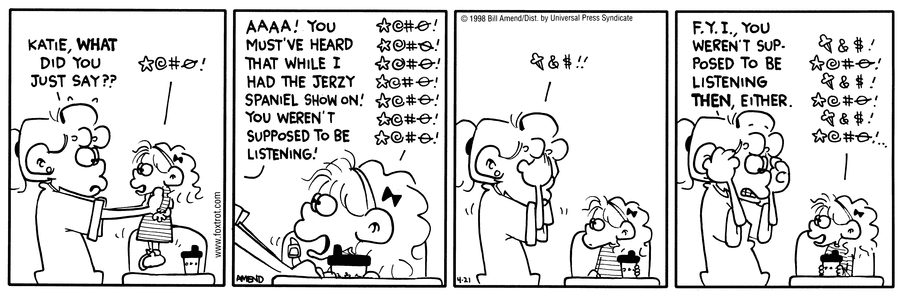 KATIE, WHAT
DID YOU
JUST SAY??
☆@#⌀!
www.foxtrot.com
AAAA! YOU
MUST'VE HEARD
THAT WHILE I
HAD THE JERZY
SPANIEL SHOW ON!
YOU WEREN'T
SUPPOSED TO BE
LISTENING!
☆@#⌀!
☆@#⌀!
☆@#⌀!
☆@#⌀!
☆@#⌀!
☆@#⌀!
AMEND
© 1998 Bill Amend/Dist. by Universal Press Syndicate
&$!!
4-21
F.Y.I., YOU
WEREN'T SUP-
POSED TO BE
LISTENING
THEN, EITHER.
&$!
☆@#⌀!
&$!
☆@#⌀!
&$!
☆@#⌀!...